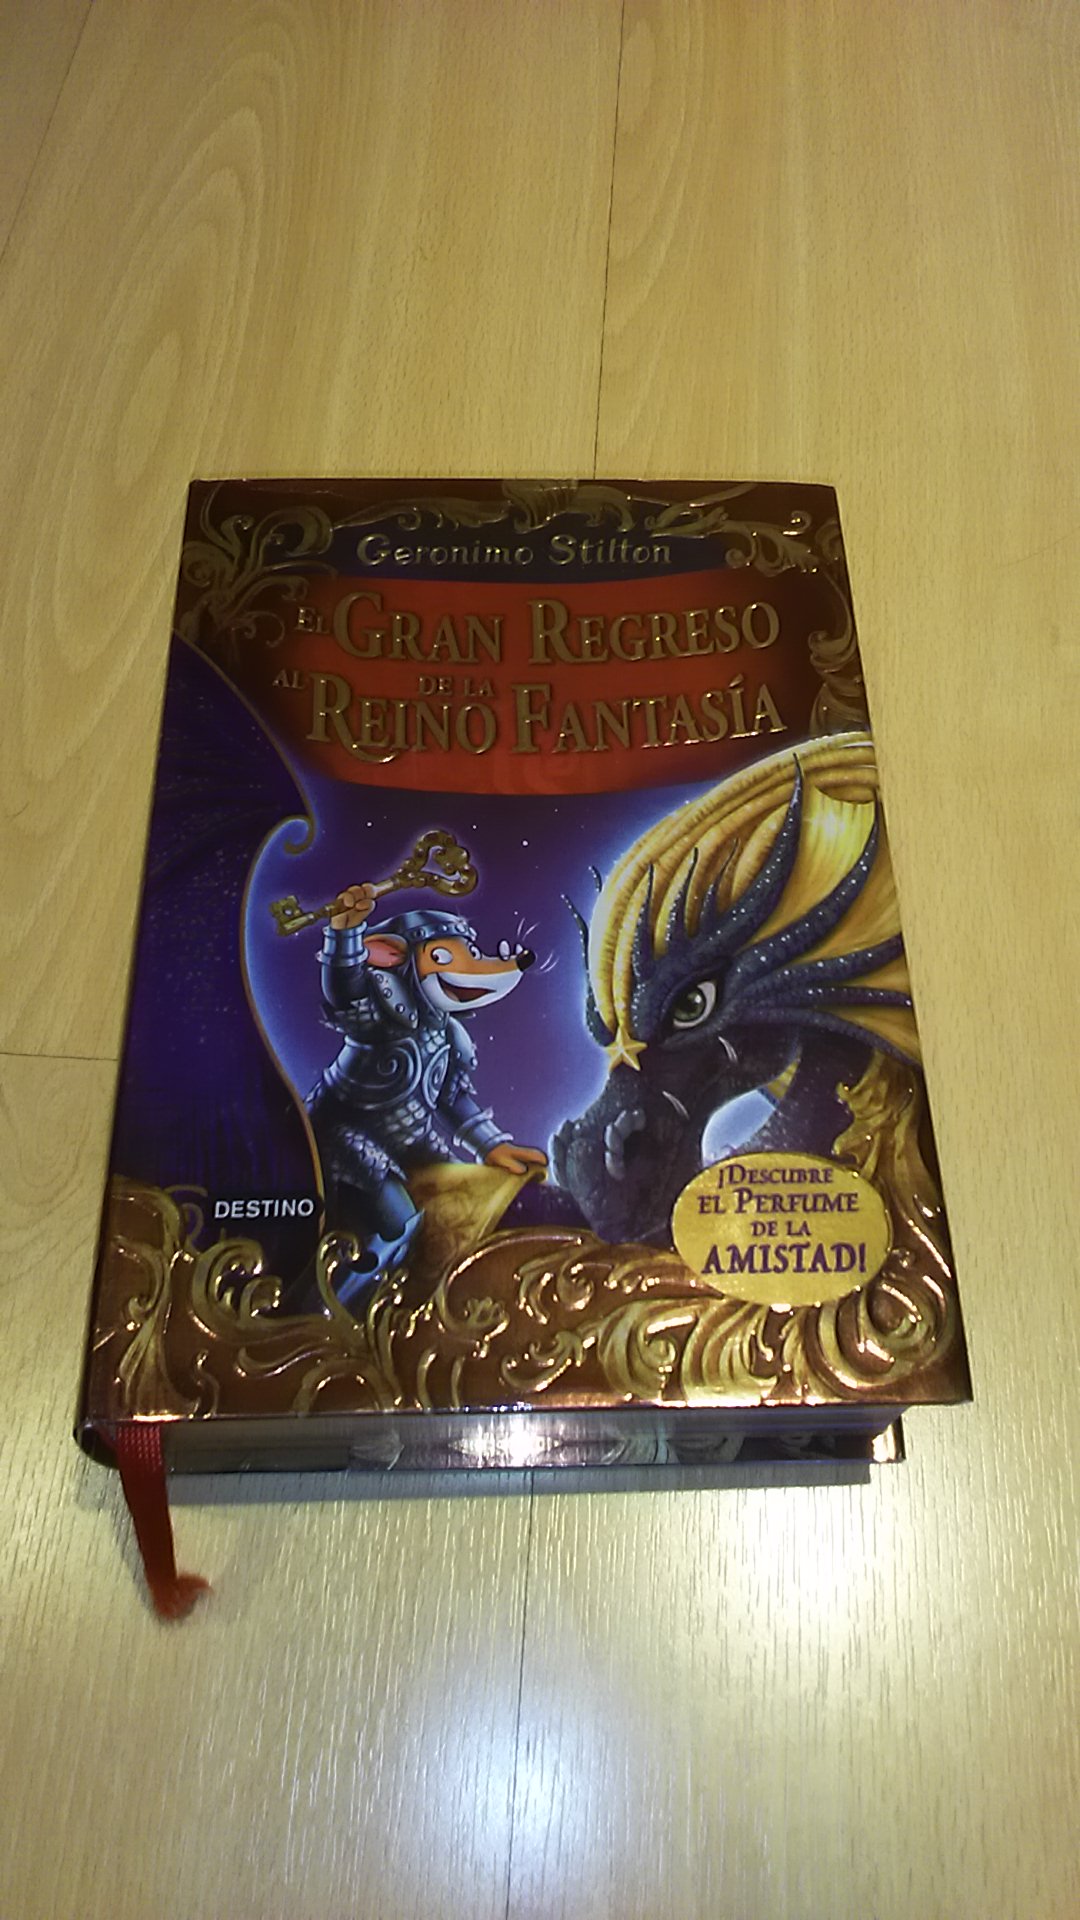 Geronimo Stilton
EL GRAN REGRESO
AL REINO DE LA FANTASÍA
DESTINO
¡DESCUBRE
EL PERFUME
DE LA
AMISTAD!